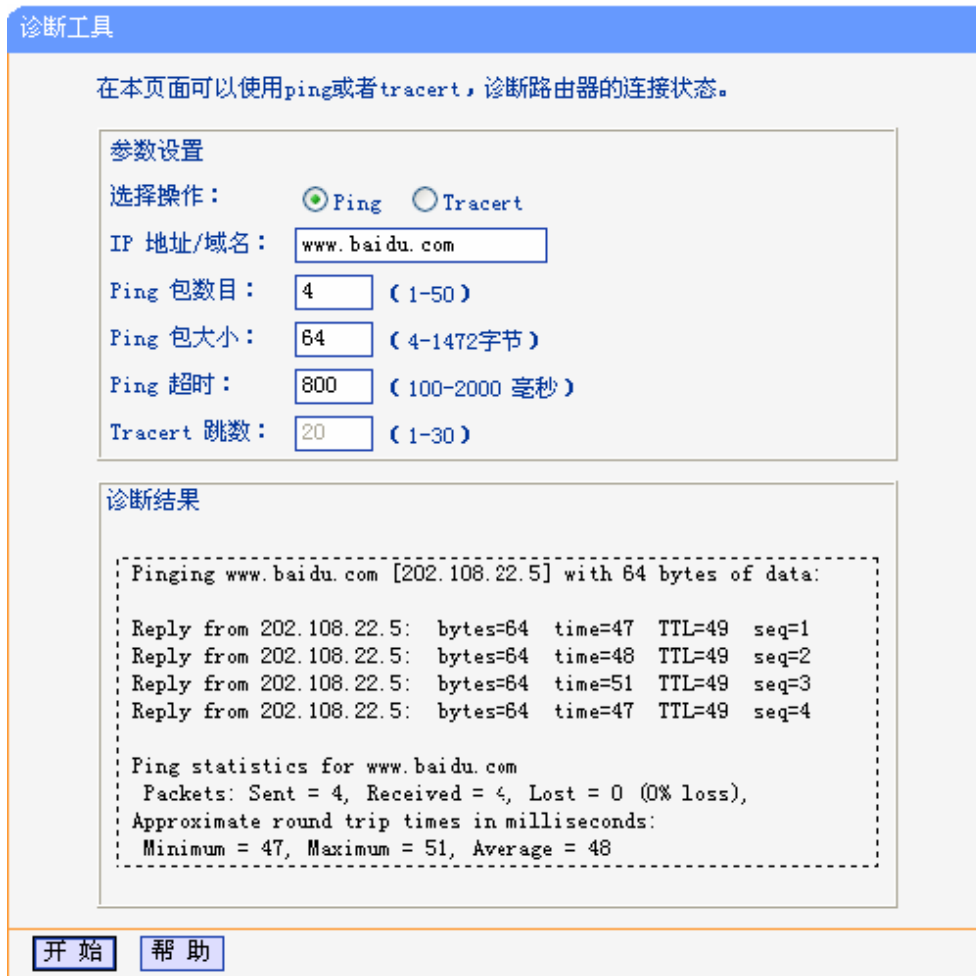 诊断工具
在本页面可以使用ping或者tracert，诊断路由器的连接状态。
参数设置
选择操作： Ping Tracert
IP 地址/域名： www.baidu.com
Ping 包数目： 4 （1-50）
Ping 包大小： 64 （4-1472字节）
Ping 超时： 800 （100-2000 毫秒）
Tracert 跳数： 20 （1-30）
诊断结果
Pinging www.baidu.com [202.108.22.5] with 64 bytes of data:
Reply from 202.108.22.5: bytes=64 time=47 TTL=49 seq=1
Reply from 202.108.22.5: bytes=64 time=48 TTL=49 seq=2
Reply from 202.108.22.5: bytes=64 time=51 TTL=49 seq=3
Reply from 202.108.22.5: bytes=64 time=47 TTL=49 seq=4
Ping statistics for www.baidu.com
Packets: Sent = 4, Received = 4, Lost = 0 (0% loss),
Approximate round trip times in milliseconds:
Minimum = 47, Maximum = 51, Average = 48
开 始 帮 助